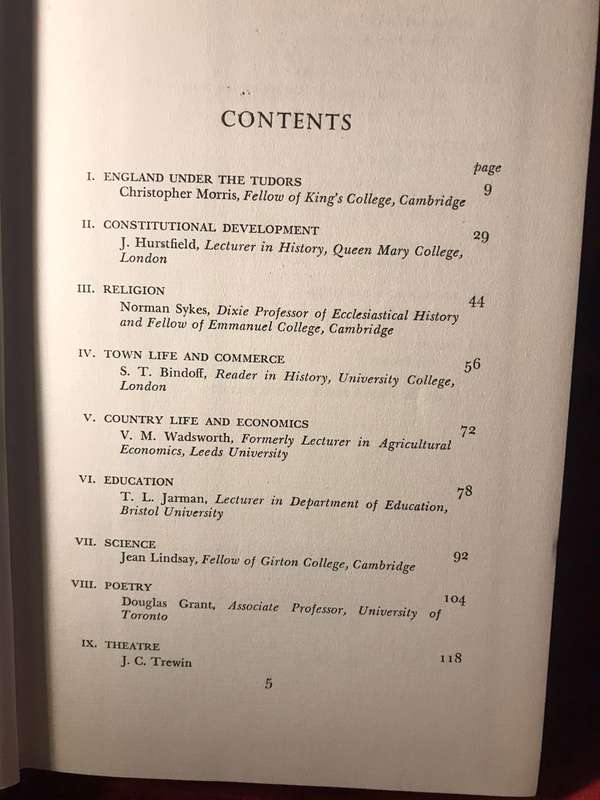 CONTENTS
page
I. ENGLAND UNDER THE TUDORS
Christopher Morris, Fellow of King's College, Cambridge 9
II. CONSTITUTIONAL DEVELOPMENT 29
J. Hurstfield, Lecturer in History, Queen Mary College,
London
III. RELIGION 44
Norman Sykes, Dixie Professor of Ecclesiastical History
and Fellow of Emmanuel College, Cambridge
IV. TOWN LIFE AND COMMERCE 56
S. T. Bindoff, Reader in History, University College,
London
V. COUNTRY LIFE AND ECONOMICS 72
V. M. Wadsworth, Formerly Lecturer in Agricultural
Economics, Leeds University
VI. EDUCATION 78
T. L. Jarman, Lecturer in Department of Education,
Bristol University
VII. SCIENCE 92
Jean Lindsay, Fellow of Girton College, Cambridge
VIII. POETRY 104
Douglas Grant, Associate Professor, University of
Toronto
IX. THEATRE 118
J. C. Trewin
5